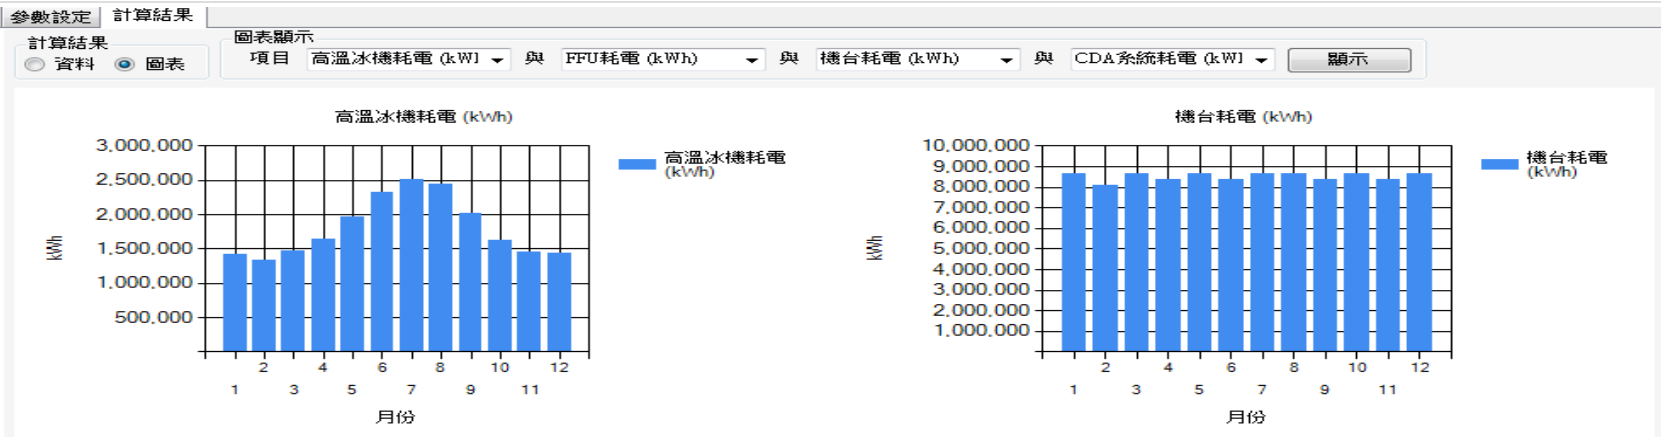 參數設定 計算結果
計算結果
資料 圖表
圖表顯示
項目 高溫冰機耗電 (kWl 與 FFU耗電 (kWh) 與 機台耗電 (kWh) 與 CDA系統耗電 (kWl 顯示
高溫冰機耗電 (kWh)
3,000,000
2,500,000
2,000,000
1,500,000
1,000,000
500,000
kWh
2 4 6 8 10 12
1 3 5 7 9 11
月份
高溫冰機耗電
(kWh)
機台耗電 (kWh)
10,000,000
9,000,000
8,000,000
7,000,000
6,000,000
5,000,000
4,000,000
3,000,000
2,000,000
1,000,000
kWh
2 4 6 8 10 12
1 3 5 7 9 11
月份
機台耗電
(kWh)